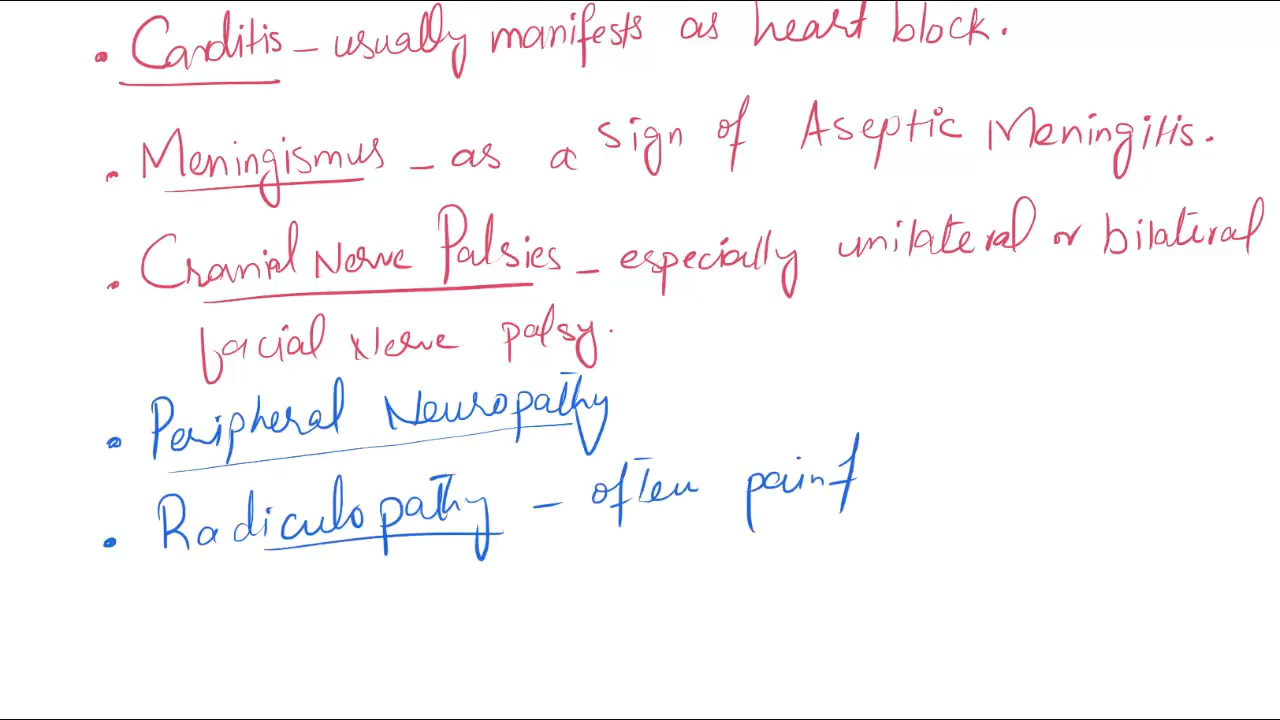 • Carditis – usually manifests as heart block.
• Meningismus – as a sign of Aseptic Meningitis.
• Cranial Nerve Palsies – especially unilateral or bilateral
facial Nerve palsy.
• Peripheral Neuropathy
• Radiculopathy – often painf